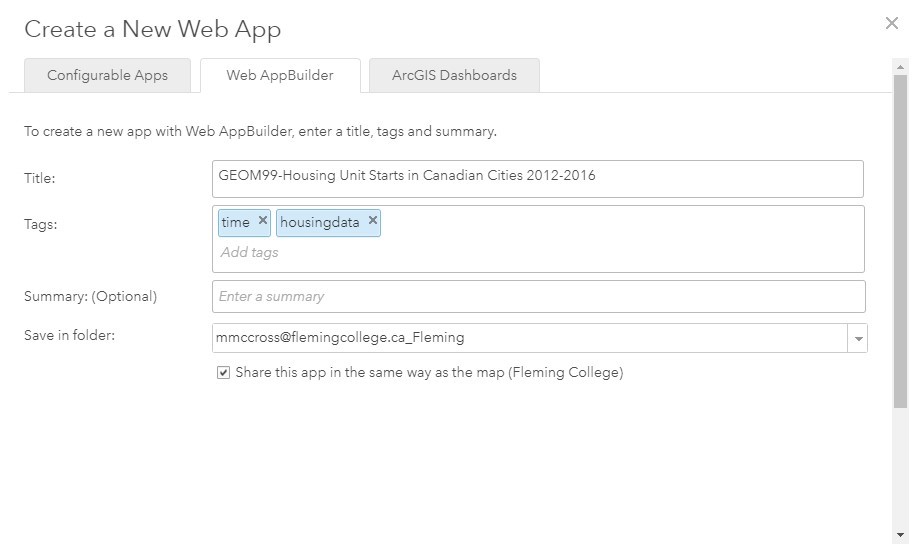 Create a New Web App
Configurable Apps
Web AppBuilder
ArcGIS Dashboards
To create a new app with Web AppBuilder, enter a title, tags and summary.
Title:
GEOM99-Housing Unit Starts in Canadian Cities 2012-2016
Tags:
time
housingdata
Add tags
Summary: (Optional)
Enter a summary
Save in folder:
mmccross@flemingcollege.ca_Fleming
Share this app in the same way as the map (Fleming College)